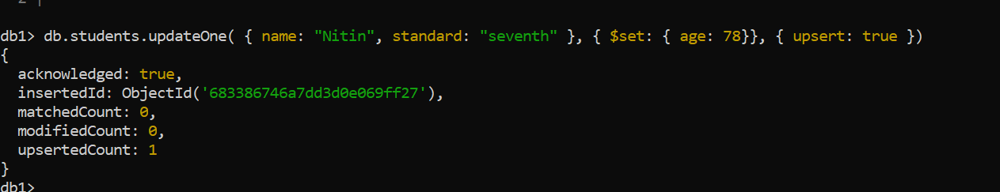 2 |
db1> db.students.updateOne( { name: "Nitin", standard: "seventh" }, { $set: { age: 78}}, { upsert: true })
{
  acknowledged: true,
  insertedId: ObjectId('683386746a7dd3d0e069ff27'),
  matchedCount: 0,
  modifiedCount: 0,
  upsertedCount: 1
}
db1>